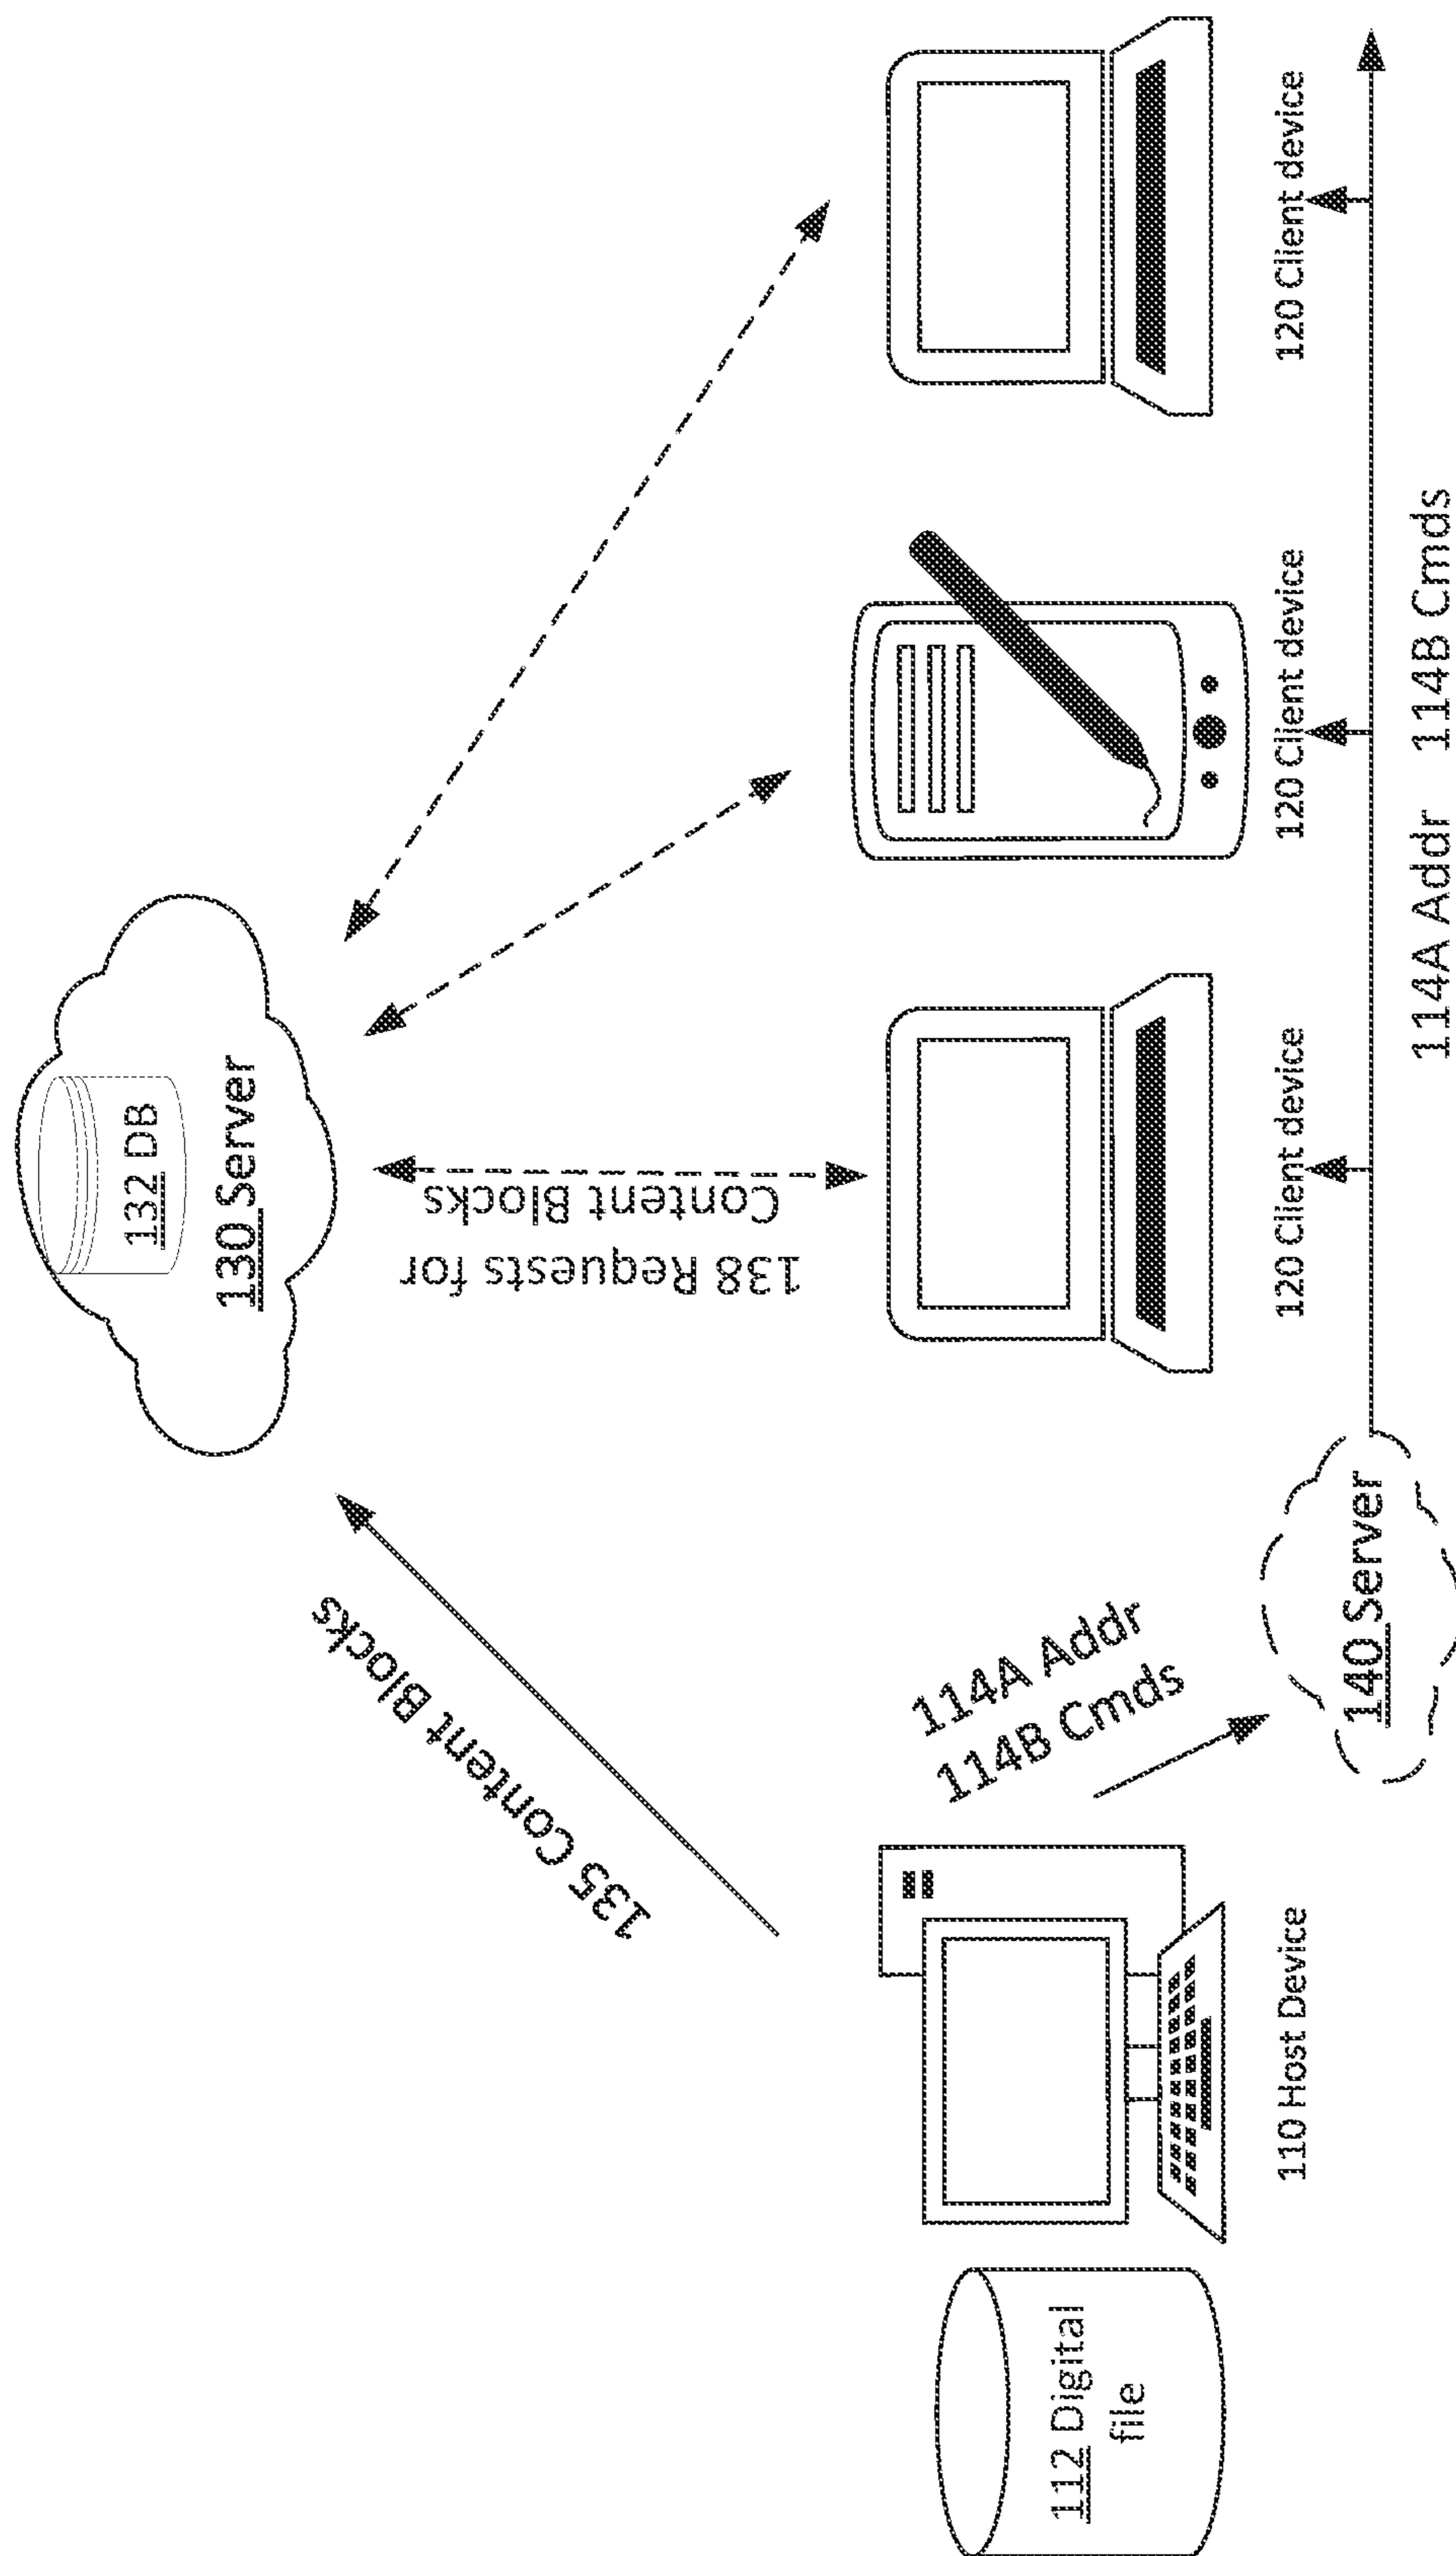 132 DB
130 Server
135 Content Blocks
138 Requests for
Content Blocks
114A Addr
114B Cmds
112 Digital
file
110 Host Device
140 Server
120 Client device
120 Client device
120 Client device
114A Addr 114B Cmds